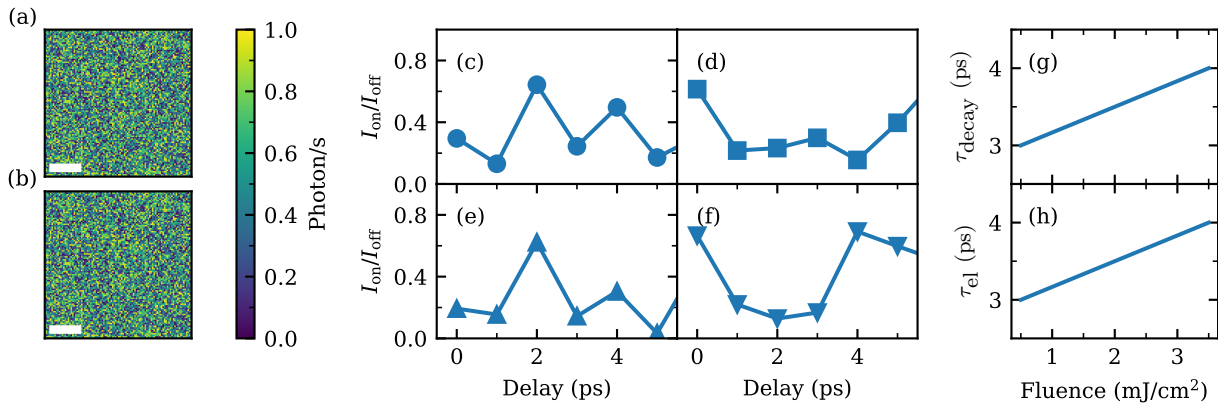 (a)
(b)
1.0
0.8
0.6
0.4
0.2
0.0
Photon/s
(c)
0.8
0.4
0.0
I_on/I_off
(d)
(e)
0.8
0.4
0.0
I_on/I_off
0 2 4
Delay (ps)
(f)
0 2 4
Delay (ps)
(g)
4
3
τ_decay (ps)
(h)
4
3
τ_el (ps)
1 2 3
Fluence (mJ/cm²)